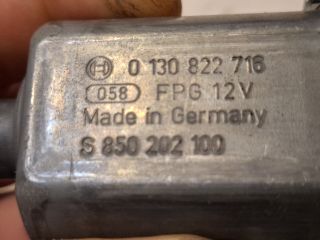 0 130 822 716
058 FPG 12V
Made in Germany
S 850 202 100